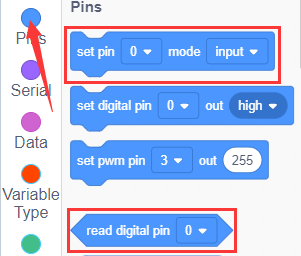 Pins
Pins
set pin 0 mode input
Serial
set digital pin 0 out high
Data
set pwm pin 3 out 255
Variable
Type
read digital pin 0